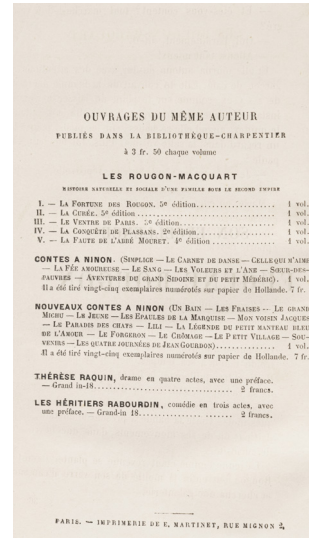 OUVRAGES DU MÊME AUTEUR
PUBLIÉS DANS LA BIBLIOTHÈQUE-CHARPENTIER
à 3 fr. 50 chaque volume
LES ROUGON-MACQUART
HISTOIRE NATURELLE ET SOCIALE D'UNE FAMILLE SOUS LE SECOND EMPIRE
I. — LA FORTUNE DES ROUGON. 5e édition.................... 1 vol.
II. — LA CURÉE. 5e édition.................... 1 vol.
III. — LE VENTRE DE PARIS. édition.................... 1 vol.
IV. — LA CONQUÊTE DE PLASSANS. 2e édition.................... 1 vol.
V. — LA FAUTE DE L'ABBÉ MOURET. 4e édition.................... 1 vol.
CONTES A NINON. (SIMPLICE — LE CARNET DE DANSE — CELLE QUI M'AIME
— LA FÉE AMOUREUSE — LE SANG — LES VOLEURS ET L'ANE — SŒUR-DES-
PAUVRES — AVENTURES DU GRAND SIDOINE ET DU PETIT MÉDÉRIC). 1 vol.
Il a été tiré vingt-cinq exemplaires numérotés sur papier de Hollande. 7 fr.
NOUVEAUX CONTES A NINON (UN BAIN — LES FRAISES — LE GRAND
MICHU — LE JEUNE — LES EPAULES DE LA MARQUISE — MON VOISIN JACQUES
— LE PARADIS DES CHATS — LILI — LA LÉGENDE DU PETIT MANTEAU BLEU
DE L'AMOUR — LE FORGERON — LE CHÔMAGE — LE PETIT VILLAGE — SOU-
VENIRS — LES QUATRE JOURNÉES DE JEAN GOURDON)............... 1 vol.
Il a été tiré vingt-cinq exemplaires numérotés sur papier de Hollande. 7 fr.
THÉRÈSE RAQUIN, drame en quatre actes, avec une préface.
— Grand in-18.................... 2 francs.
LES HÉRITIERS RABOURDIN, comédie en trois actes, avec
une préface. — Grand-in 18.................... 2 francs.
PARIS. — IMPRIMERIE DE E. MARTINET, RUE MIGNON 2,